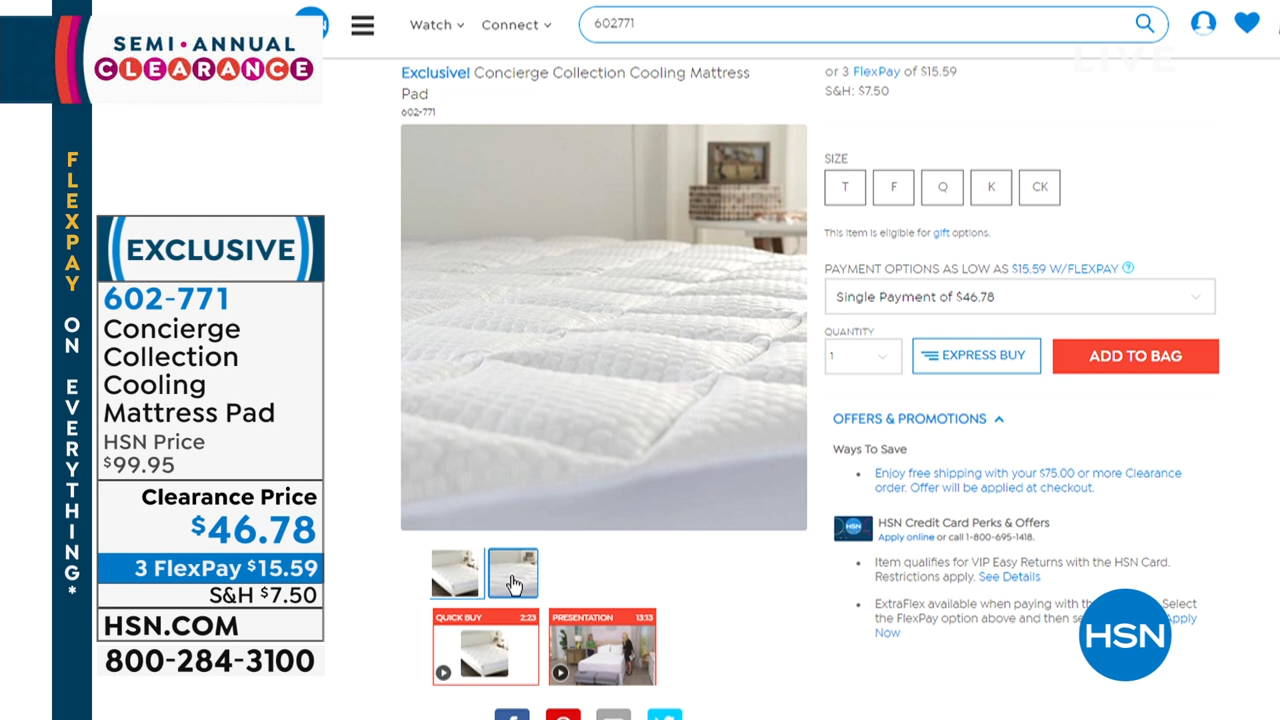 SEMI•ANNUAL
CLEARANCE
FLEXPAY ON EVERYTHING*
EXCLUSIVE
602-771
Concierge
Collection
Cooling
Mattress Pad
HSN Price
$99.95
Clearance Price
$46.78
3 FlexPay $15.59
S&H $7.50
HSN.COM
800-284-3100
Watch
Connect
602771
LIVE
Exclusive! Concierge Collection Cooling Mattress
Pad
602-771
or 3 FlexPay of $15.59
S&H: $7.50
SIZE
T F Q K CK
This item is eligible for gift options.
PAYMENT OPTIONS AS LOW AS $15.59 W/FLEXPAY ?
Single Payment of $46.78
QUANTITY
1
EXPRESS BUY
ADD TO BAG
OFFERS & PROMOTIONS
Ways To Save
• Enjoy free shipping with your $75.00 or more Clearance
order. Offer will be applied at checkout.
HSN
HSN Credit Card Perks & Offers
Apply online or call 1-800-695-1418.
• Item qualifies for VIP Easy Returns with the HSN Card.
Restrictions apply. See Details
• ExtraFlex available when paying with th Select
the FlexPay option above and then se Apply
Now
QUICK BUY 2:23
PRESENTATION 13:13
HSN